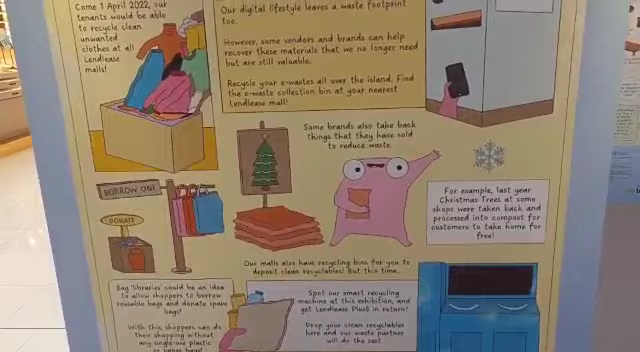 Come 1 April 2022, our
tenants would be able
to recycle clean
unwanted
clothes at all
Lendlease
malls!
Our digital lifestyle leaves a waste footprint
too.
However, some vendors and brands can help
recover these materials that we no longer need
but are still valuable.
Recycle your e-wastes all over the island. Find
the e-waste collection bin at your nearest
Lendlease mall!
Some brands also take back
things that they have sold
to reduce waste.
For example, last year
Christmas Trees at some
shops were taken back and
processed into compost for
customers to take home for
free!
BORROW ONE
DONATE
Our malls also have recycling bins for you to
deposit clean recyclables! But this time...
Bag 'libraries' could be an idea
to allow shoppers to borrow
reusable bags and donate spare
bags!
With this, shoppers can do
their shopping without
any single-use plastic
or paper bags!
Spot our smart recycling
machine at this exhibition, and
get Lendlease Plus$ in return!
Drop your clean recyclables
here and our waste partner
will do the rest.